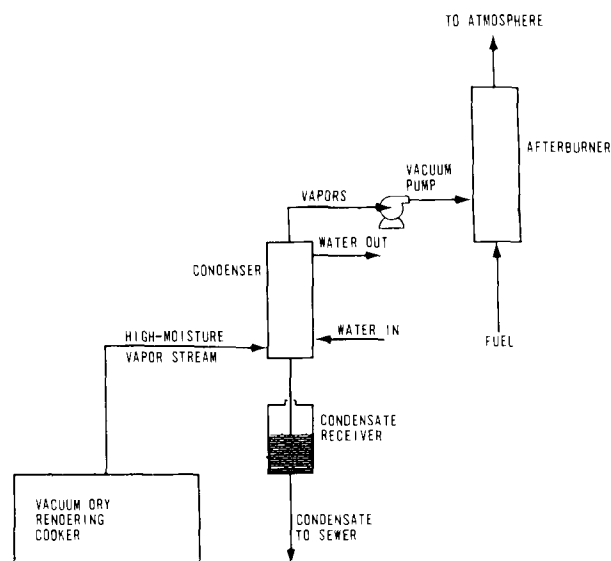 TO ATMOSPHERE
AFTERBURNER
VACUUM
PUMP
VAPORS
WATER OUT
CONDENSER
WATER IN
FUEL
HIGH-MOISTURE
VAPOR STREAM
CONDENSATE
RECEIVER
VACUUM DRY
RENDERING
COOKER
CONDENSATE
TO SEWER